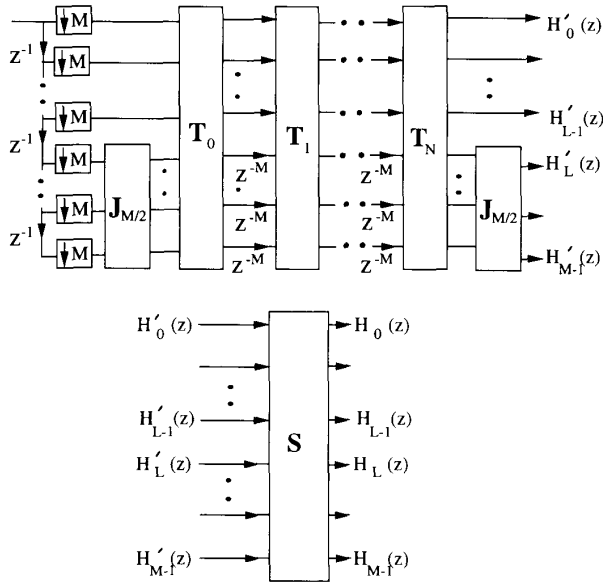 ↓M T₀ T₁ T_N H′₀(z)
z⁻¹ ↓M
↓M H′_{L-1}(z)
z⁻¹ ↓M J_{M/2} z⁻ᴹ z⁻ᴹ z⁻ᴹ J_{M/2} H′_L(z)
↓M z⁻ᴹ z⁻ᴹ z⁻ᴹ
z⁻¹ ↓M z⁻ᴹ z⁻ᴹ z⁻ᴹ H′_{M-1}(z)
H′₀(z) S H₀(z)
H′_{L-1}(z) H_{L-1}(z)
H′_L(z) H_L(z)
H′_{M-1}(z) H_{M-1}(z)